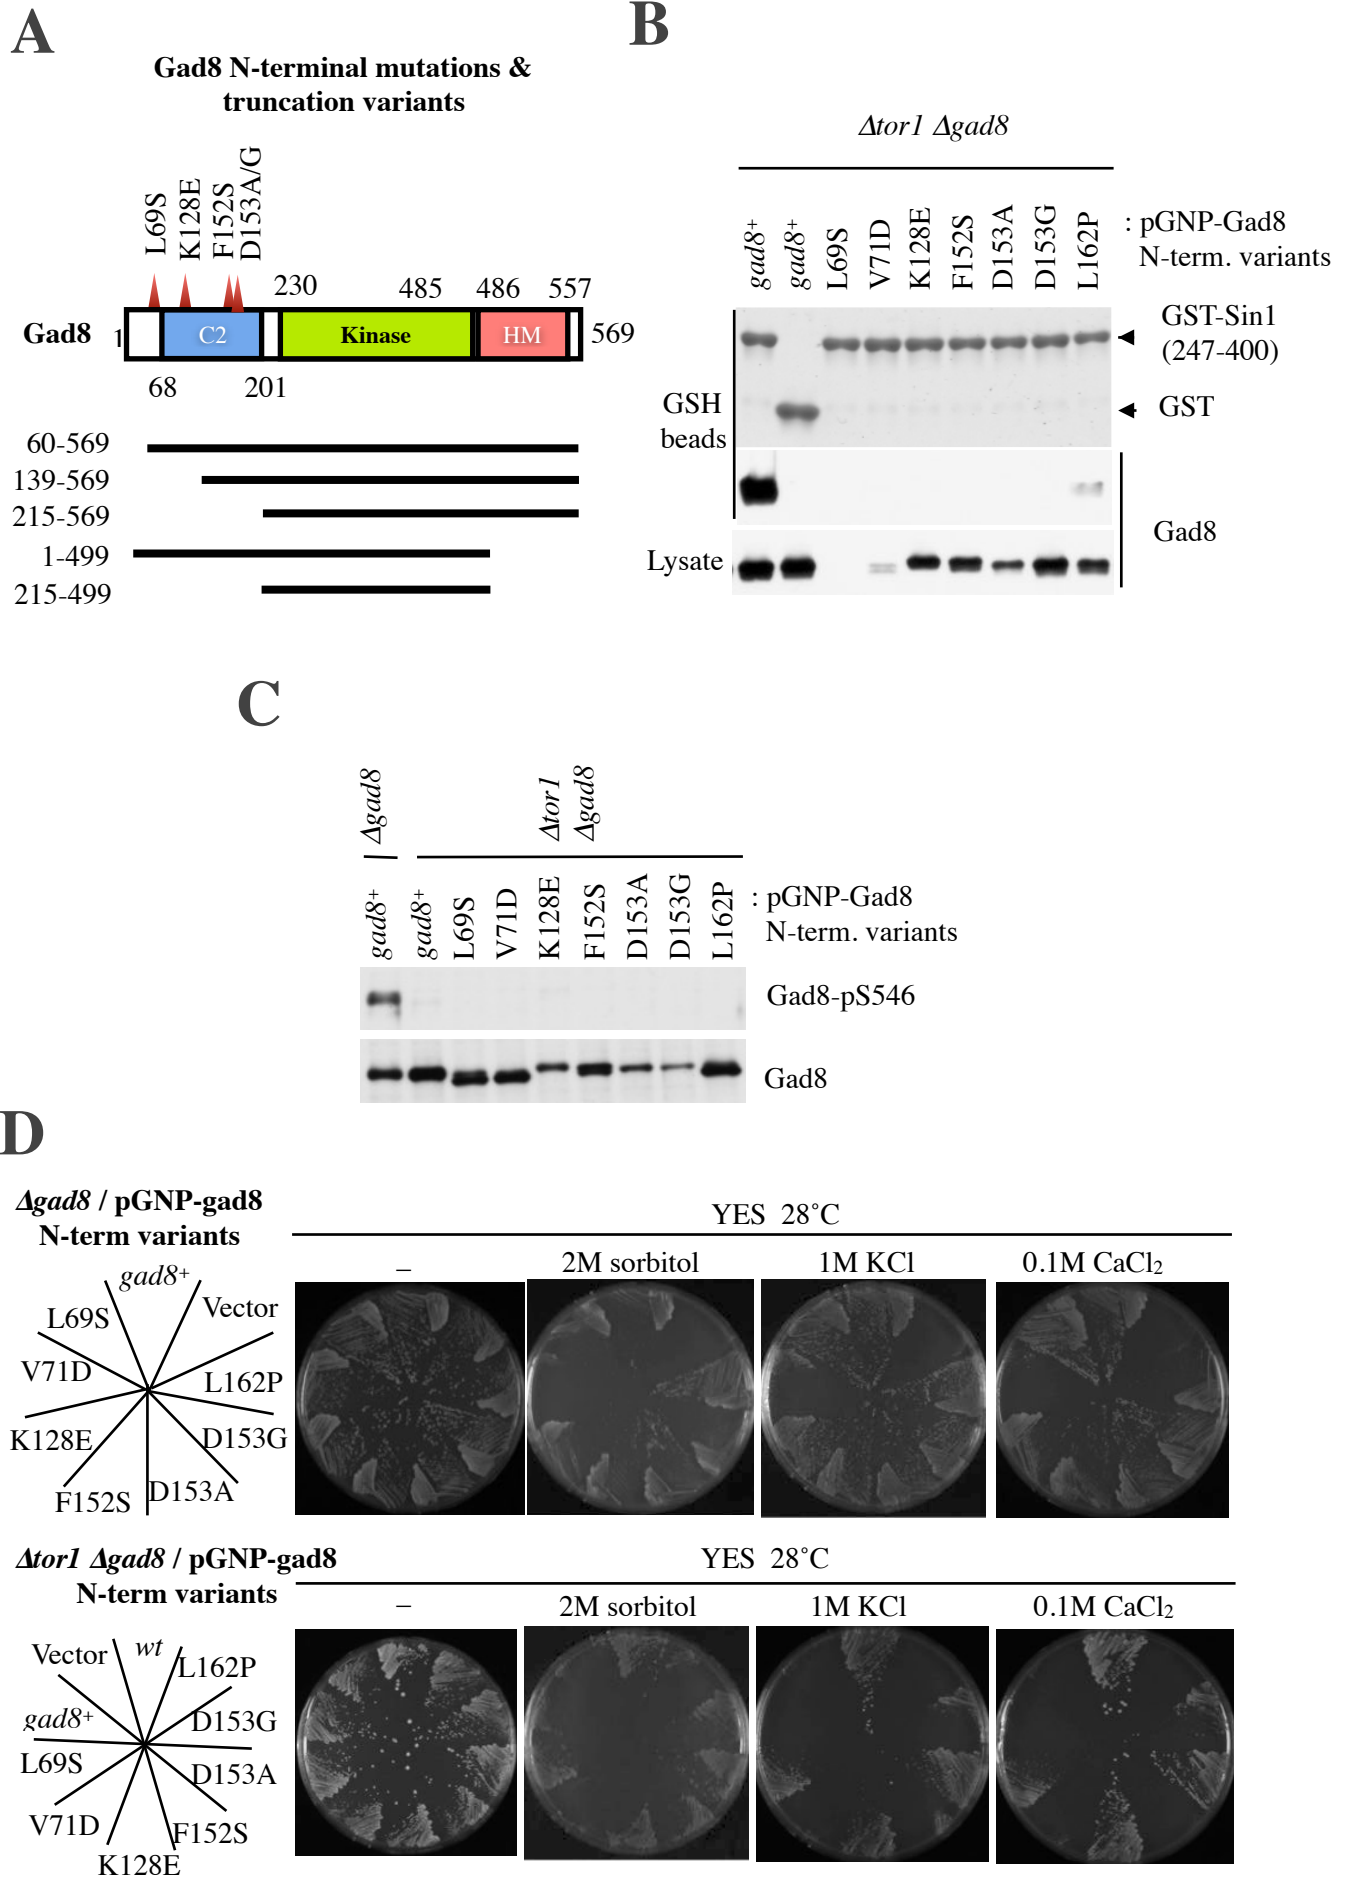 A
Gad8 N-terminal mutations &
truncation variants
L69S
K128E
F152S
D153A/G
230
485
486
557
Gad8
1
C2
Kinase
HM
569
68
201
60-569
139-569
215-569
1-499
215-499
B
Δtor1 Δgad8
gad8+
gad8+
L69S
V71D
K128E
F152S
D153A
D153G
L162P
: pGNP-Gad8
N-term. variants
GST-Sin1
(247-400)
GST
GSH
beads
Gad8
Lysate
C
Δgad8
Δtor1
Δgad8
gad8+
gad8+
L69S
V71D
K128E
F152S
D153A
D153G
L162P
: pGNP-Gad8
N-term. variants
Gad8-pS546
Gad8
D
Δgad8 / pGNP-gad8
N-term variants
YES 28˚C
–
2M sorbitol
1M KCl
0.1M CaCl₂
gad8+
L69S
Vector
V71D
L162P
K128E
D153G
F152S
D153A
Δtor1 Δgad8 / pGNP-gad8
N-term variants
YES 28˚C
–
2M sorbitol
1M KCl
0.1M CaCl₂
Vector
wt
L162P
gad8+
D153G
L69S
D153A
V71D
F152S
K128E